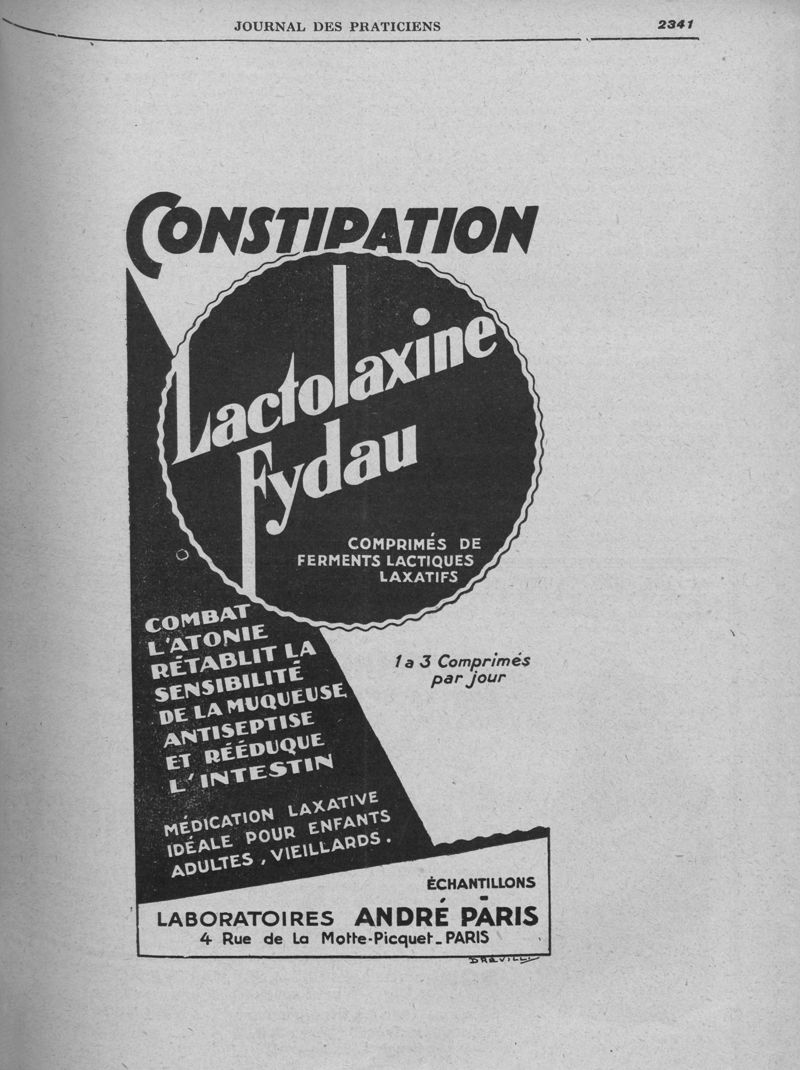 JOURNAL DES PRATICIENS 2341
CONSTIPATION
Lactolaxine
Fydau
COMPRIMÉS DE
FERMENTS LACTIQUES
LAXATIFS
COMBAT
L'ATONIE
RÉTABLIT LA
SENSIBILITÉ
DE LA MUQUEUSE
ANTISEPTISE
ET RÉÉDUQUE
L'INTESTIN
1 a 3 Comprimés
par jour
MÉDICATION LAXATIVE
IDÉALE POUR ENFANTS
ADULTES, VIEILLARDS.
ÉCHANTILLONS
LABORATOIRES ANDRÉ PARIS
4 Rue de La Motte-Picquet_PARIS